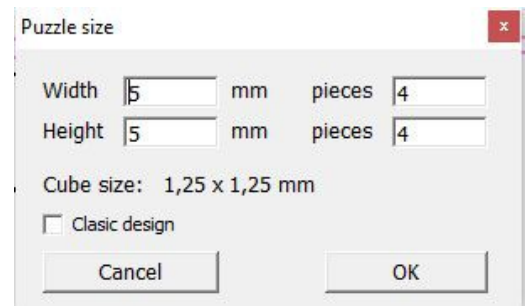 Puzzle size x
Width 5 mm pieces 4
Height 5 mm pieces 4
Cube size: 1,25 x 1,25 mm
Clasic design
Cancel OK